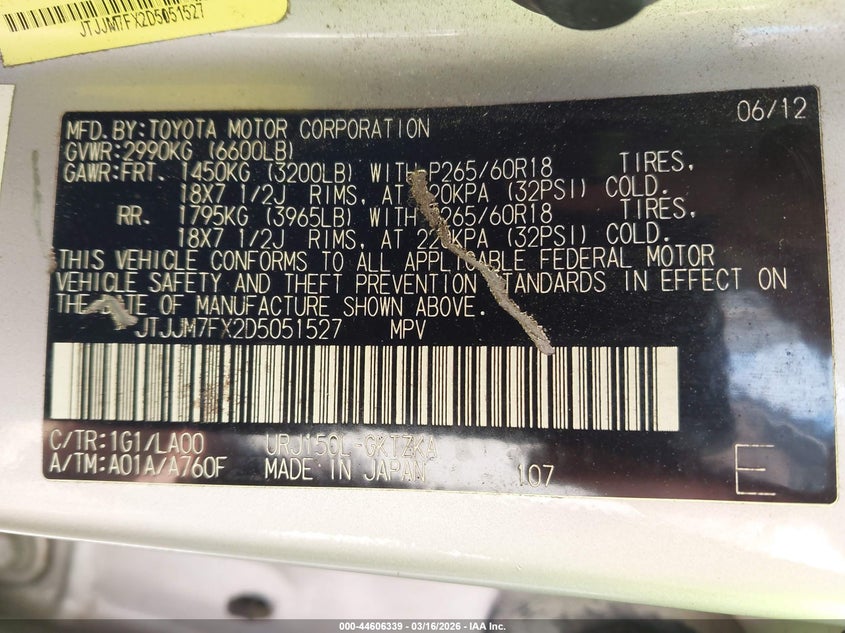 JTJJM7FX2D5051527
06/12
MFD.BY:TOYOTA MOTOR CORPORATION
GVWR:2990KG (6600LB)
GAWR:FRT. 1450KG (3200LB) WITH P265/60R18 TIRES,
18X7 1/2J RIMS, AT 220KPA (32PSI) COLD.
RR. 1795KG (3965LB) WITH P265/60R18 TIRES,
18X7 1/2J RIMS, AT 220KPA (32PSI) COLD.
THIS VEHICLE CONFORMS TO ALL APPLICABLE FEDERAL MOTOR
VEHICLE SAFETY AND THEFT PREVENTION STANDARDS IN EFFECT ON
THE DATE OF MANUFACTURE SHOWN ABOVE.
JTJJM7FX2D5051527 MPV
C/TR:1G1/LA00 URJ150L-GKTZKA
A/TM:A01A/A760F MADE IN JAPAN 107 E
000-44606339 - 03/16/2026 - IAA Inc.